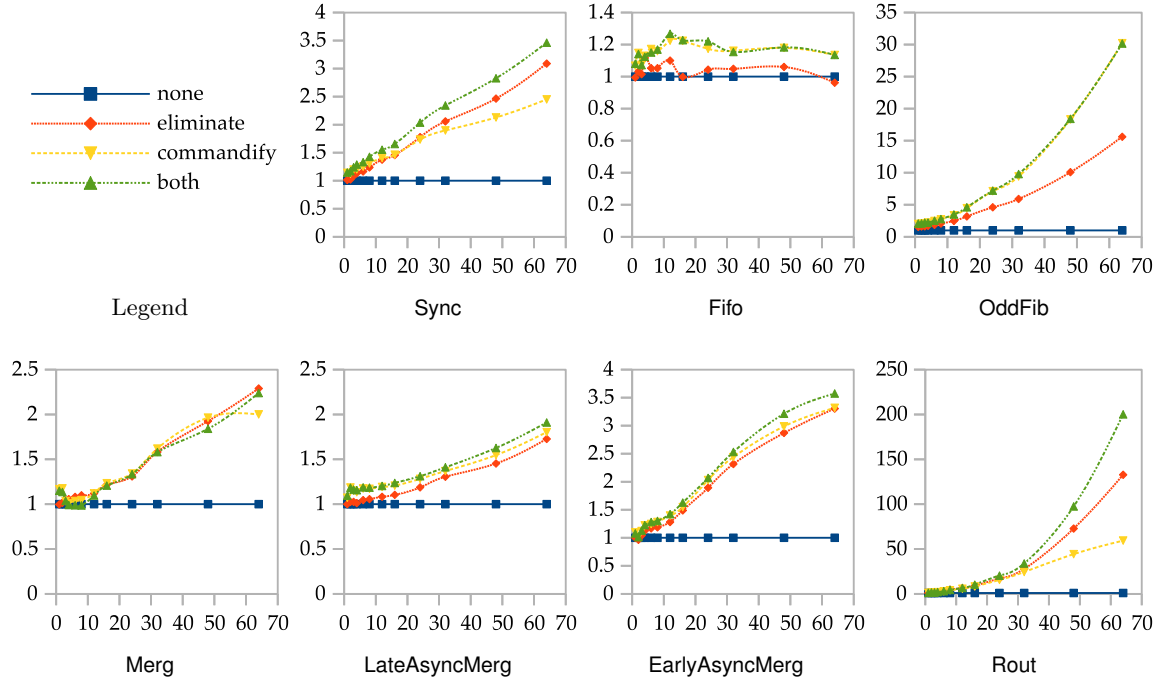 none
eliminate
commandify
both
Legend
4
3.5
3
2.5
2
1.5
1
0.5
0
0 10 20 30 40 50 60 70
Sync
1.4
1.2
1
0.8
0.6
0.4
0.2
0
0 10 20 30 40 50 60 70
Fifo
35
30
25
20
15
10
5
0
0 10 20 30 40 50 60 70
OddFib
2.5
2
1.5
1
0.5
0
0 10 20 30 40 50 60 70
Merg
2.5
2
1.5
1
0.5
0
0 10 20 30 40 50 60 70
LateAsyncMerg
4
3.5
3
2.5
2
1.5
1
0.5
0
0 10 20 30 40 50 60 70
EarlyAsyncMerg
250
200
150
100
50
0
0 10 20 30 40 50 60 70
Rout